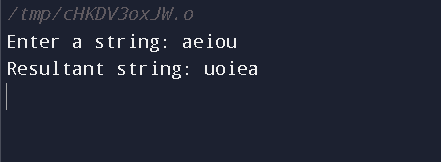 /tmp/cHKDV3oxJW.o
Enter a string: aeiou
Resultant string: uoiea